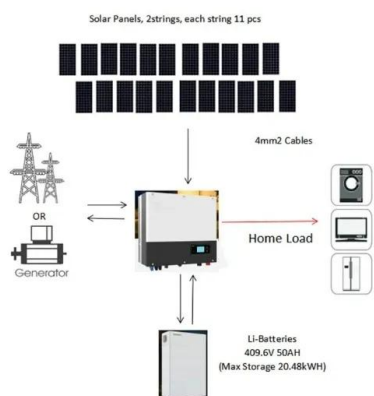 Solar Panels, 2strings, each string 11 pcs
4mm2 Cables
OR
Generator
Home Load
Li-Batteries
409.6V 50AH
(Max Storage 20.48kWH)